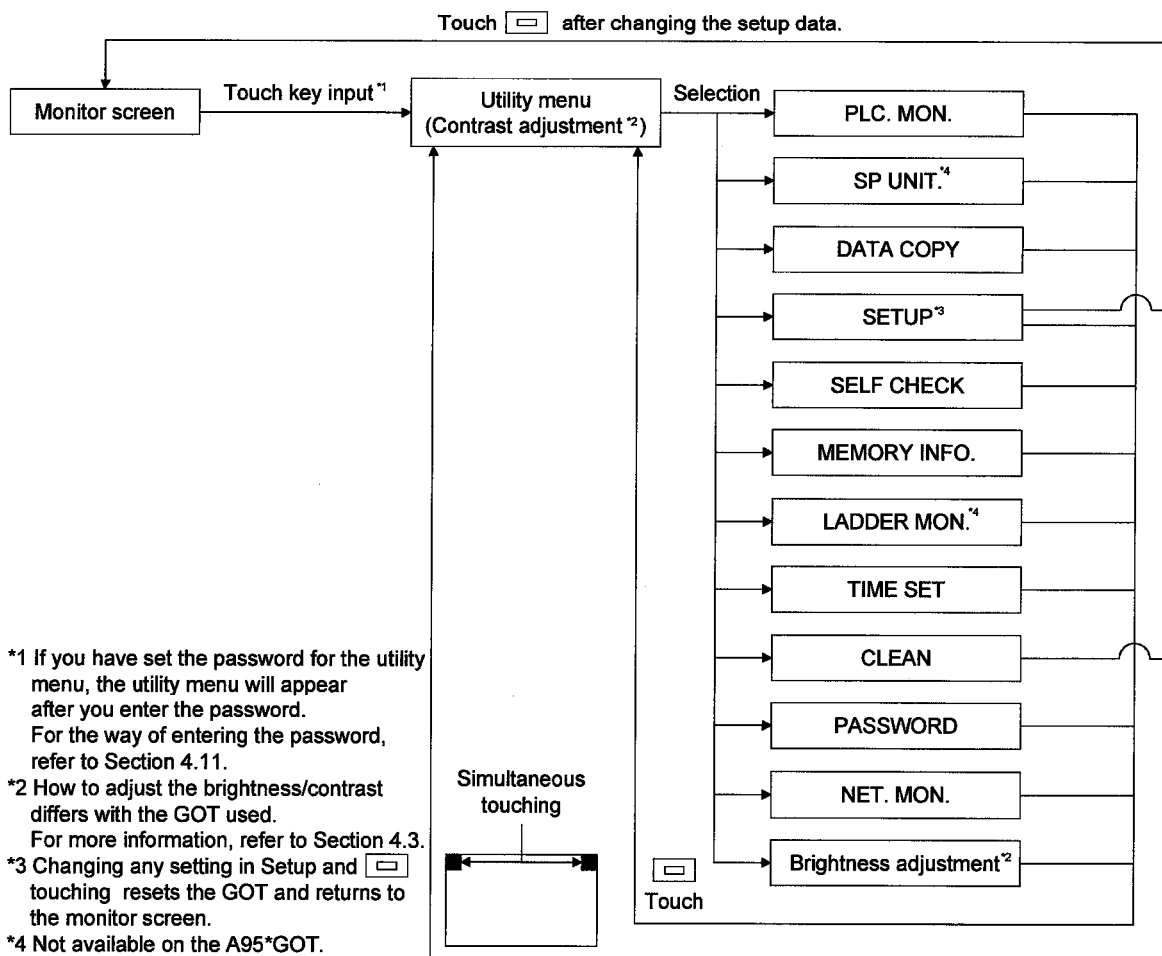 Touch after changing the setup data.
Monitor screen
Touch key input*1
Utility menu
(Contrast adjustment*2)
Selection
PLC. MON.
SP UNIT.*4
DATA COPY
SETUP*3
SELF CHECK
MEMORY INFO.
LADDER MON.*4
TIME SET
CLEAN
PASSWORD
NET. MON.
Brightness adjustment*2
*1 If you have set the password for the utility
menu, the utility menu will appear
after you enter the password.
For the way of entering the password,
refer to Section 4.11.
*2 How to adjust the brightness/contrast
differs with the GOT used.
For more information, refer to Section 4.3.
*3 Changing any setting in Setup and
touching resets the GOT and returns to
the monitor screen.
*4 Not available on the A95*GOT.
Simultaneous
touching
Touch